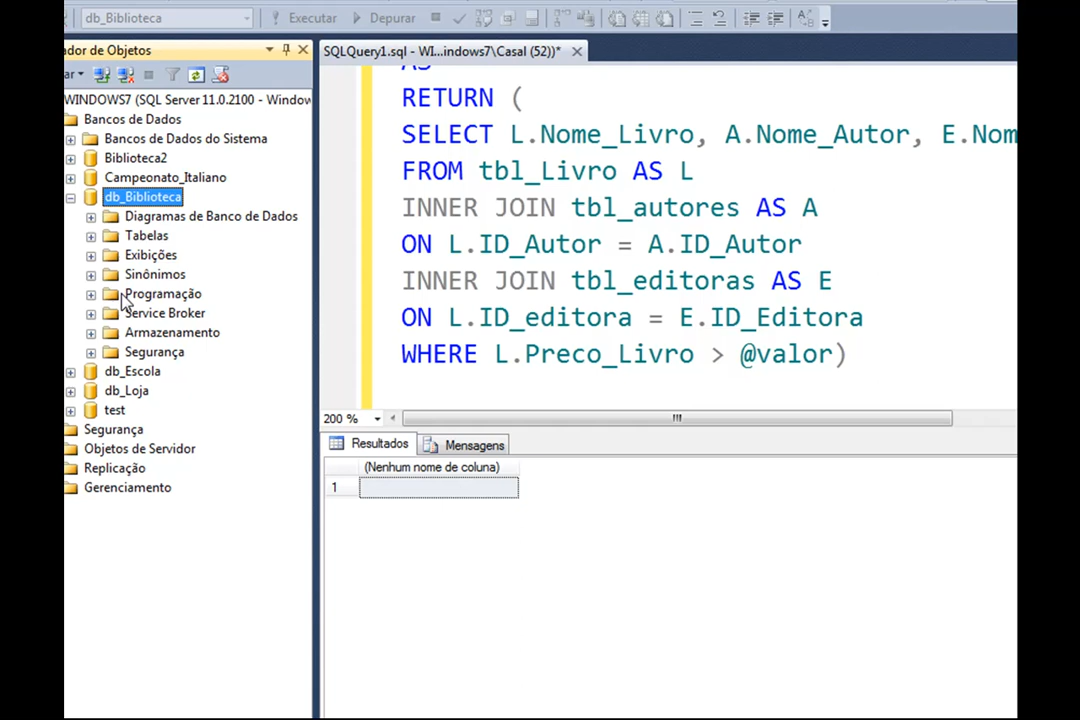 db_Biblioteca Executar Depurar
ador de Objetos
ar
WINDOWS7 (SQL Server 11.0.2100 - Window
Bancos de Dados
Bancos de Dados do Sistema
Biblioteca2
Campeonato_Italiano
db_Biblioteca
Diagramas de Banco de Dados
Tabelas
Exibições
Sinônimos
Programação
Service Broker
Armazenamento
Segurança
db_Escola
db_Loja
test
Segurança
Objetos de Servidor
Replicação
Gerenciamento
SQLQuery1.sql - WI...indows7\Casal (52))*
AS
RETURN (
SELECT L.Nome_Livro, A.Nome_Autor, E.Nom
FROM tbl_Livro AS L
INNER JOIN tbl_autores AS A
ON L.ID_Autor = A.ID_Autor
INNER JOIN tbl_editoras AS E
ON L.ID_editora = E.ID_Editora
WHERE L.Preco_Livro > @valor)
200 %
Resultados Mensagens
(Nenhum nome de coluna)
1